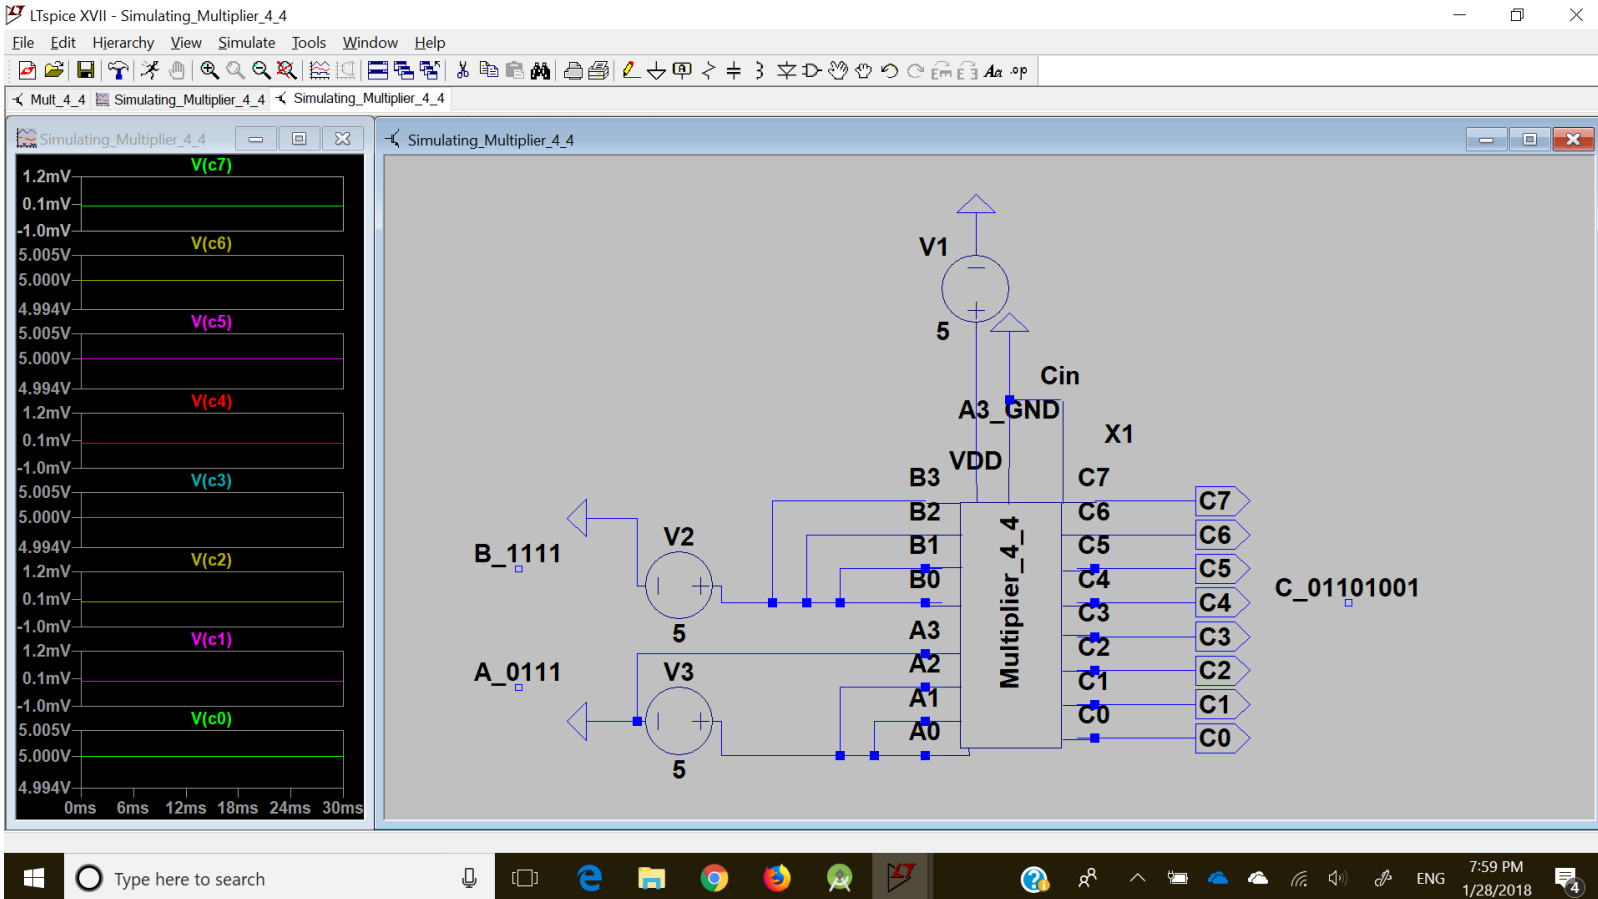 LTspice XVII - Simulating_Multiplier_4_4
File Edit Hierarchy View Simulate Tools Window Help
Mult_4_4 Simulating_Multiplier_4_4 Simulating_Multiplier_4_4
Simulating_Multiplier_4_4
V(c7)
1.2mV
0.1mV
-1.0mV
V(c6)
5.005V
5.000V
4.994V
V(c5)
5.005V
5.000V
4.994V
V(c4)
1.2mV
0.1mV
-1.0mV
V(c3)
5.005V
5.000V
4.994V
V(c2)
1.2mV
0.1mV
-1.0mV
V(c1)
1.2mV
0.1mV
-1.0mV
V(c0)
5.005V
5.000V
4.994V
0ms 6ms 12ms 18ms 24ms 30ms
Simulating_Multiplier_4_4
V1
5
Cin
A3_GND
X1
VDD
B3
B2
B1
B0
A3
A2
A1
A0
Multiplier_4_4
C7
C6
C5
C4
C3
C2
C1
C0
C7
C6
C5
C4
C3
C2
C1
C0
B_1111
V2
5
A_0111
V3
5
C_01101001
Type here to search
ENG
7:59 PM
1/28/2018
4